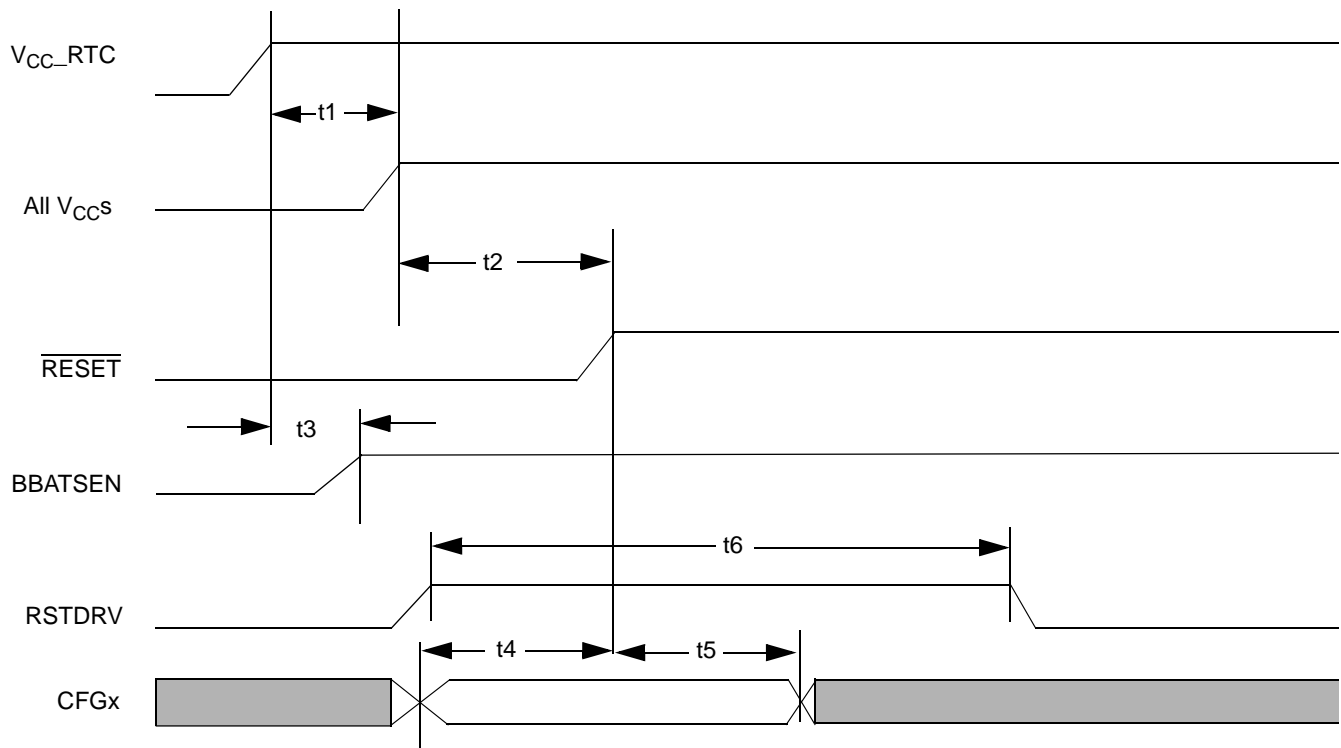 VCC_RTC
t1
All VCCs
t2
RESET
t3
BBATSEN
t6
RSTDRV
t4
t5
CFGx